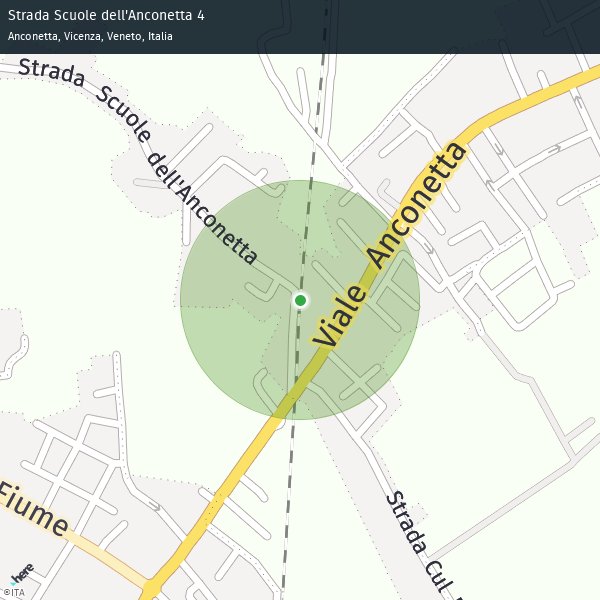 Strada Scuole dell'Anconetta 4
Anconetta, Vicenza, Veneto, Italia
Strada Scuole dell'Anconetta
Viale Anconetta
Fiume
Strada Cul
here
©ITA